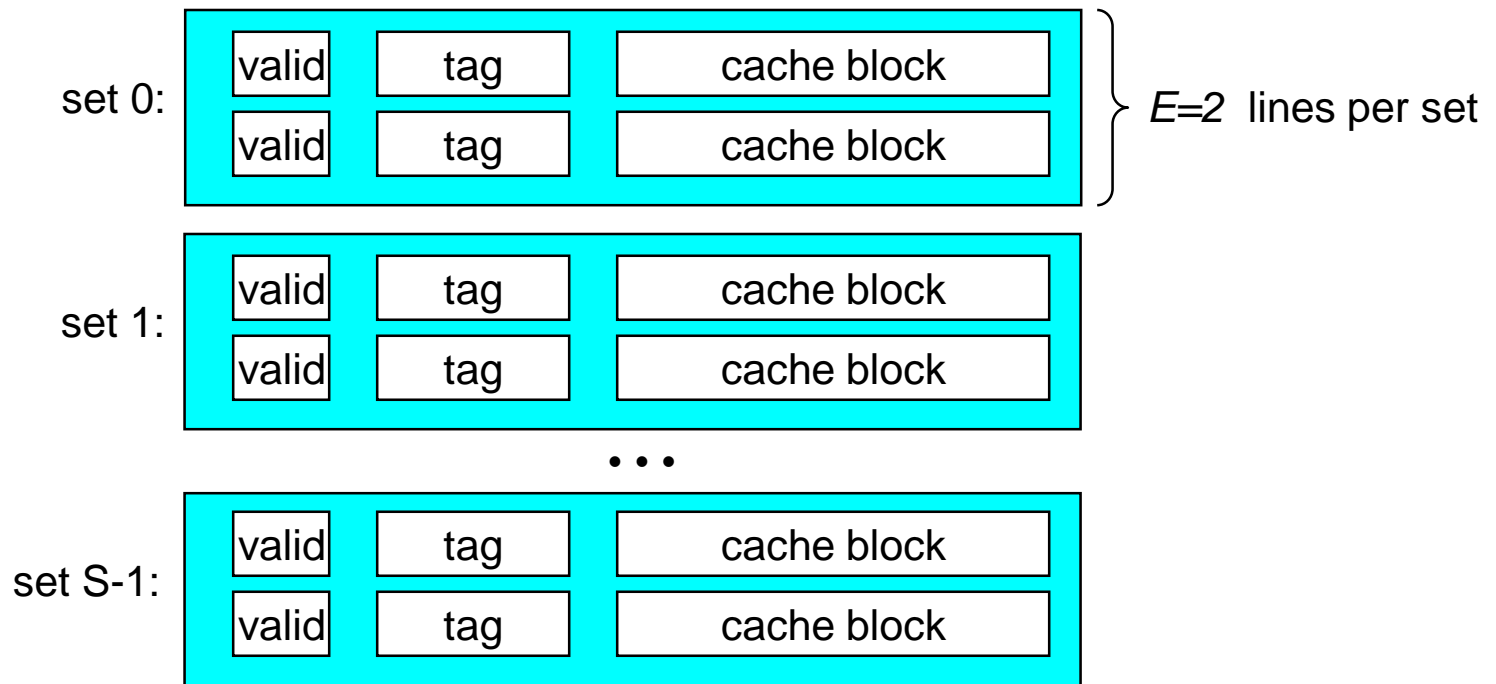 set 0:
valid tag cache block
valid tag cache block
E=2 lines per set
set 1:
valid tag cache block
valid tag cache block
• • •
set S-1:
valid tag cache block
valid tag cache block